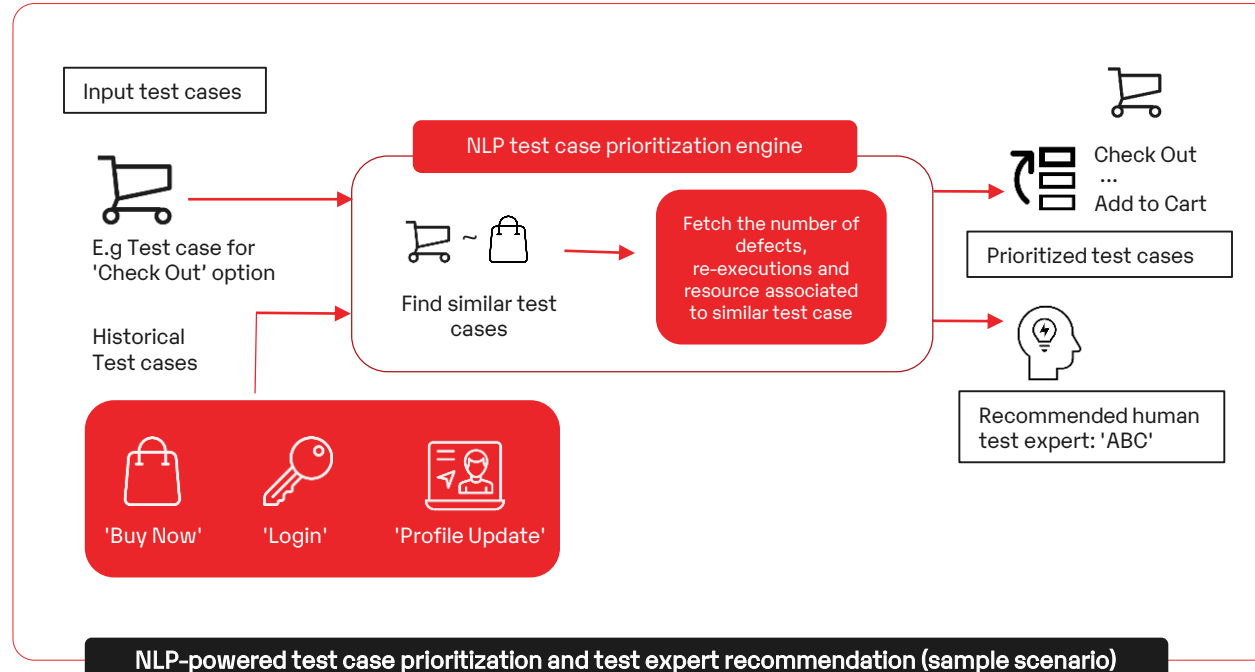 Input test cases
E.g Test case for
'Check Out' option
Historical
Test cases
'Buy Now'
'Login'
'Profile Update'
NLP test case prioritization engine
~
Find similar test
cases
Fetch the number of
defects,
re-executions and
resource associated
to similar test case
Check Out
...
Add to Cart
Prioritized test cases
Recommended human
test expert: 'ABC'
NLP-powered test case prioritization and test expert recommendation (sample scenario)